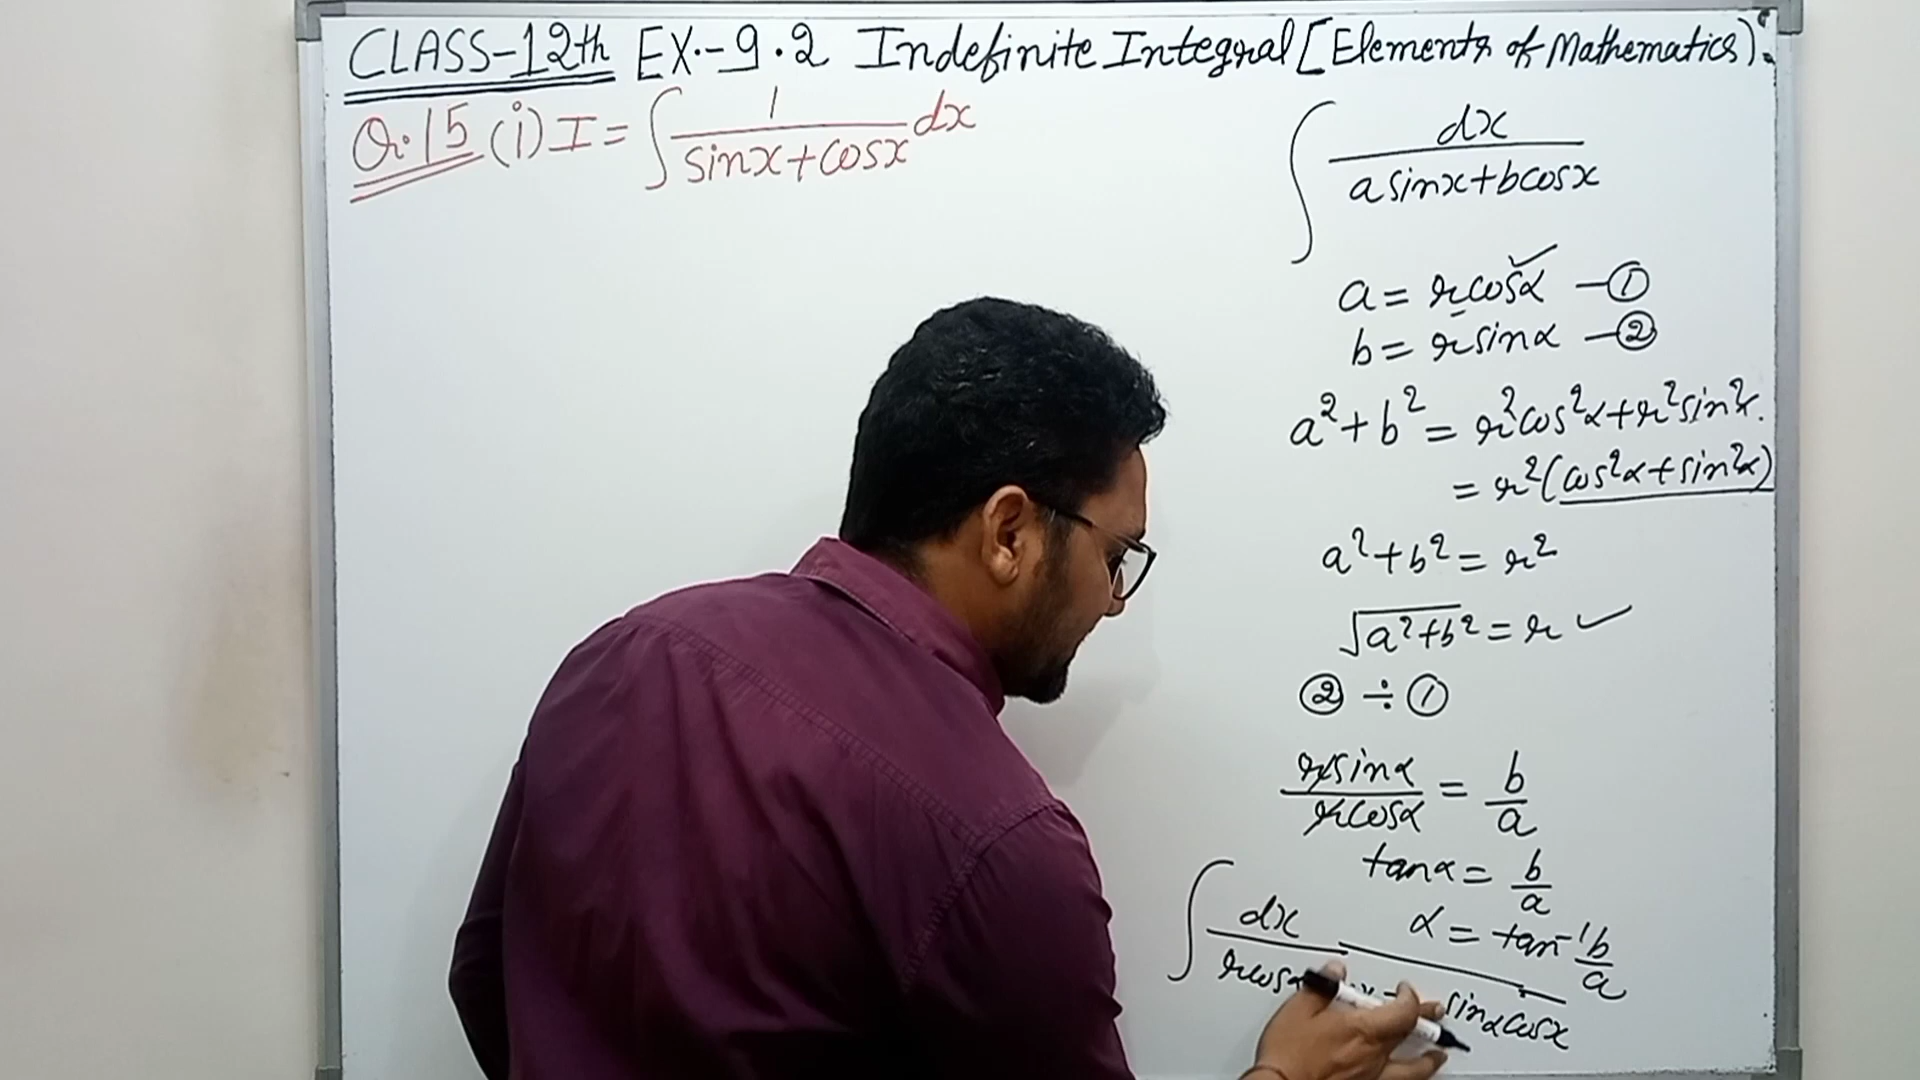 CLASS-12th EX.-9.2 Indefinite Integral [Elements of Mathematics).
Q.15 (i) I = ∫ 1/(sinx+cosx) dx
∫ dx/(a sinx+bcosx)
a = rcosα —①
b = rsinα —②
a²+b² = r²cos²α+r²sin²α.
= r²(cos²α+sin²α)
a²+b² = r²
√a²+b² = r ✓
② ÷ ①
rsinα/rcosα = b/a
tanα = b/a
α = tan⁻¹ b/a
∫ dx/(rcosα sinαcosx